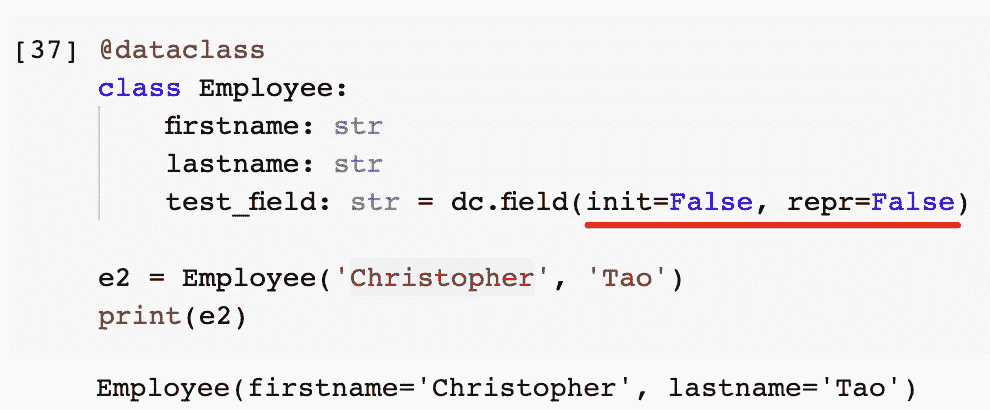 [37] @dataclass
class Employee:
firstname: str
lastname: str
test_field: str = dc.field(init=False, repr=False)
e2 = Employee('Christopher', 'Tao')
print(e2)
Employee(firstname='Christopher', lastname='Tao')